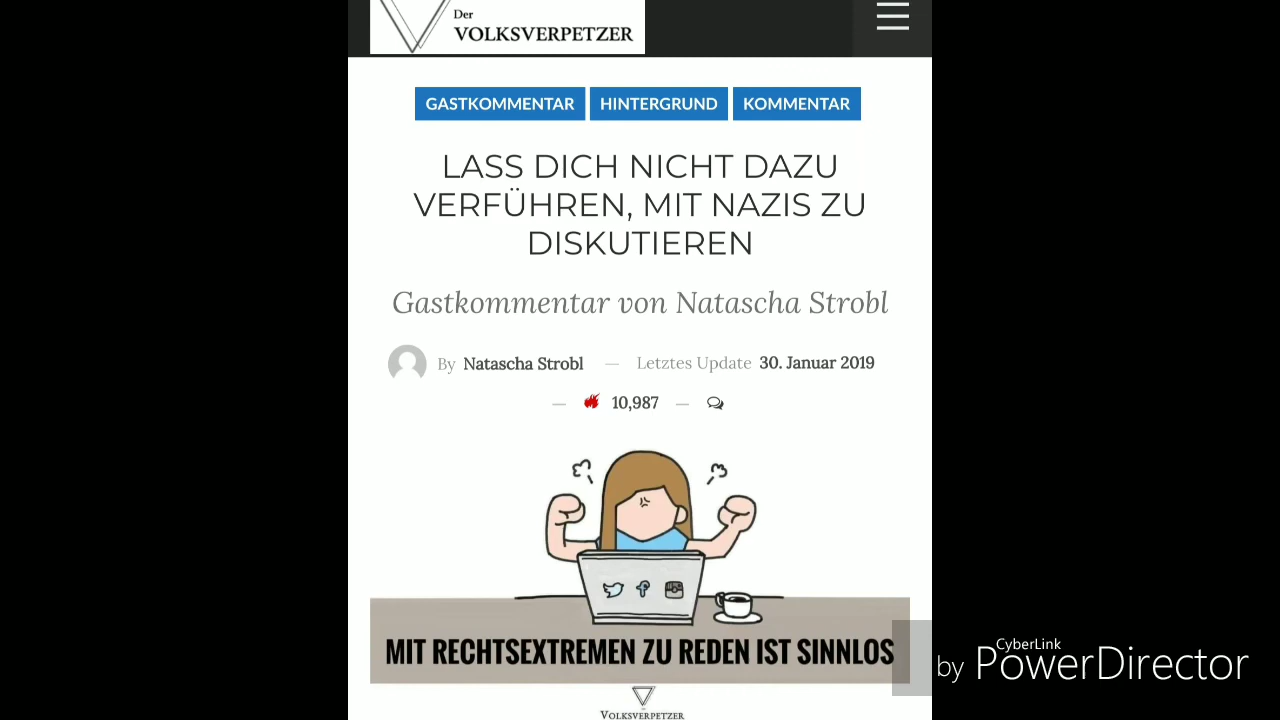 Der
VOLKSVERPETZER
GASTKOMMENTAR HINTERGRUND KOMMENTAR
LASS DICH NICHT DAZU
VERFÜHREN, MIT NAZIS ZU
DISKUTIEREN
Gastkommentar von Natascha Strobl
By Natascha Strobl — Letztes Update 30. Januar 2019
— 10,987 —
MIT RECHTSEXTREMEN ZU REDEN IST SINNLOS
VOLKSVERPETZER
CyberLink
by PowerDirector